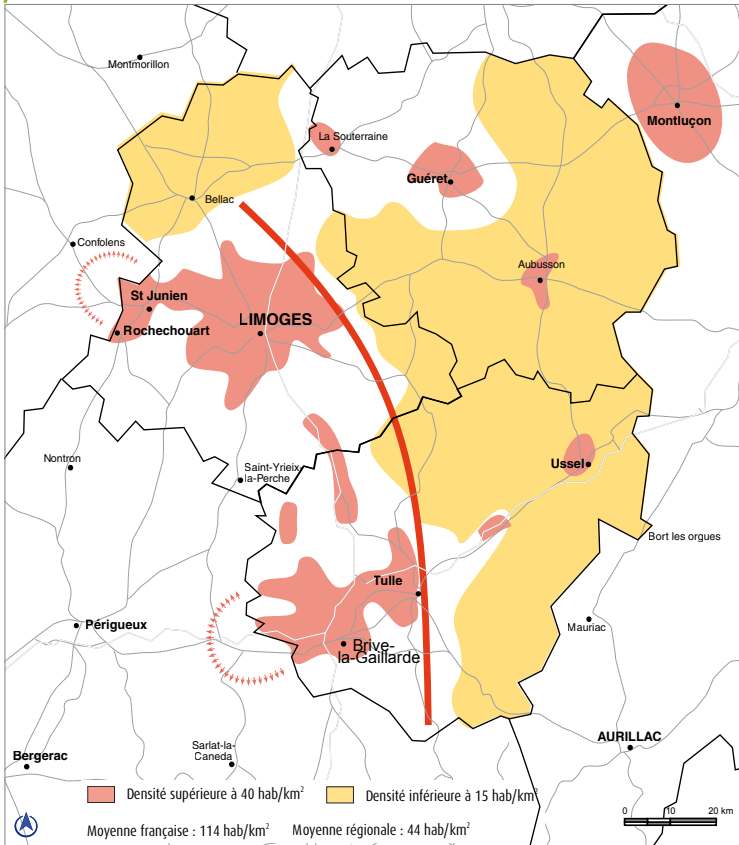 Montmorillon
La Souterraine
Montluçon
Guéret
Bellac
Confolens
Aubusson
St Junien
LIMOGES
Rochechouart
Nontron
Saint-Yrieix-
la-Perche
Ussel
Bort les orgues
Tulle
Mauriac
Périgueux
Brive-
la-Gaillarde
AURILLAC
Sarlat-la-
Caneda
Bergerac
Densité supérieure à 40 hab/km²
Densité inférieure à 15 hab/km²
0 10 20 km
Moyenne française : 114 hab/km²
Moyenne régionale : 44 hab/km²